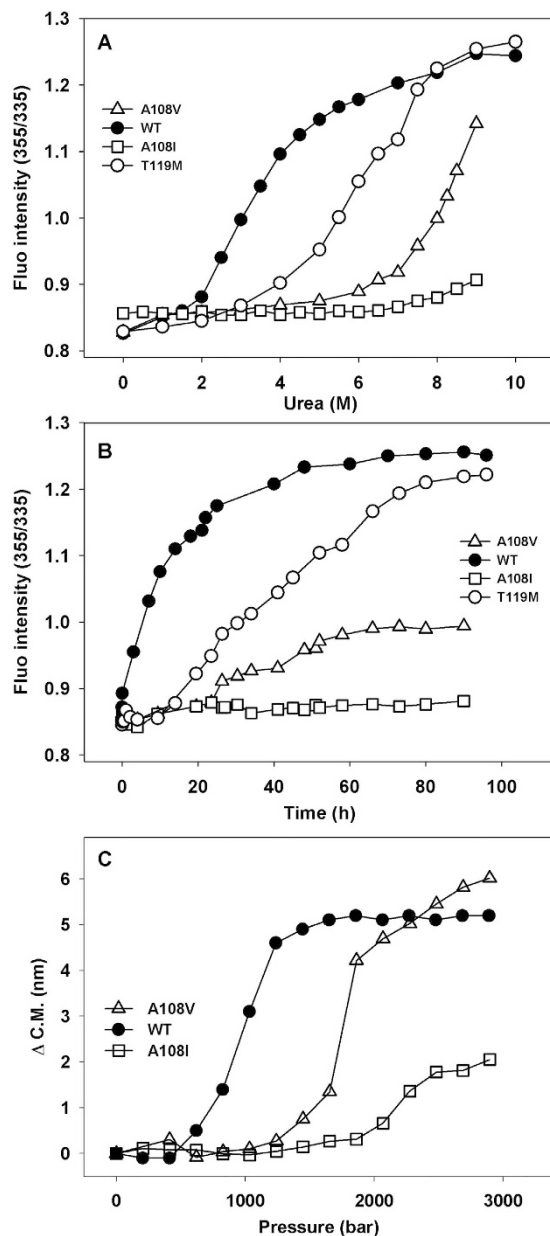 A
1.3
1.2
1.1
1.0
0.9
0.8
Fluo intensity (355/335)
A108V
WT
A108I
T119M
0 2 4 6 8 10
Urea (M)
B
1.3
1.2
1.1
1.0
0.9
0.8
Fluo intensity (355/335)
A108V
WT
A108I
T119M
0 20 40 60 80 100
Time (h)
C
6
5
4
3
2
1
0
Δ C.M. (nm)
A108V
WT
A108I
0 1000 2000 3000
Pressure (bar)